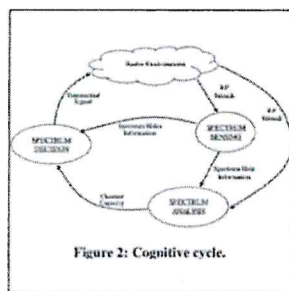 Radio Environment
Transmitted
Signal
RF
Stimuli
RF
Stimuli
Spectrum Holes
Information
SPECTRUM
DECISION
SPECTRUM
SENSING
Spectrum Hole
Information
Channel
Capacity
SPECTRUM
ANALYSIS
Figure 2: Cognitive cycle.